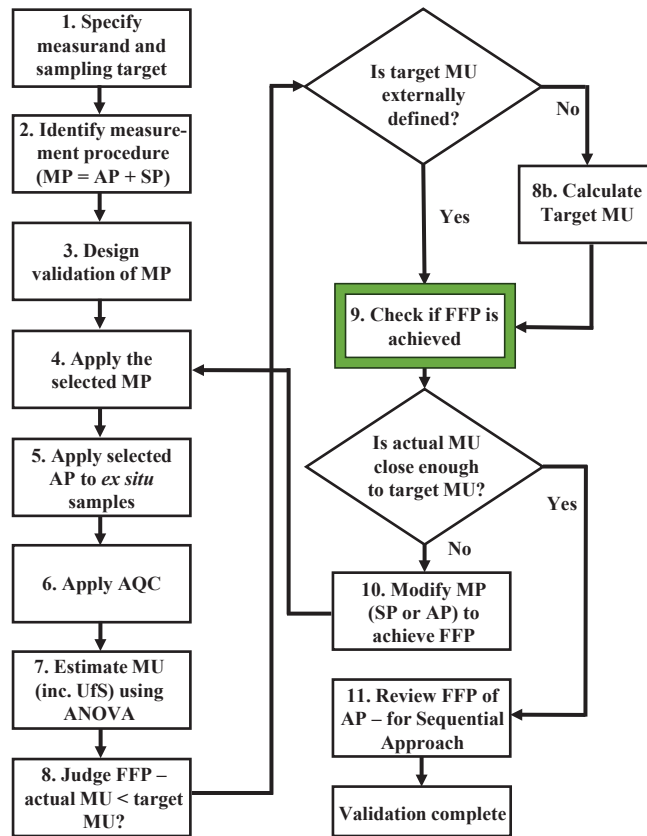 1. Specify
measurand and
sampling target
2. Identify measure-
ment procedure
(MP = AP + SP)
3. Design
validation of MP
4. Apply the
selected MP
5. Apply selected
AP to ex situ
samples
6. Apply AQC
7. Estimate MU
(inc. UfS) using
ANOVA
8. Judge FFP –
actual MU < target
MU?
Is target MU
externally
defined?
No
8b. Calculate
Target MU
Yes
9. Check if FFP is
achieved
Is actual MU
close enough
to target MU?
Yes
No
10. Modify MP
(SP or AP) to
achieve FFP
11. Review FFP of
AP – for Sequential
Approach
Validation complete